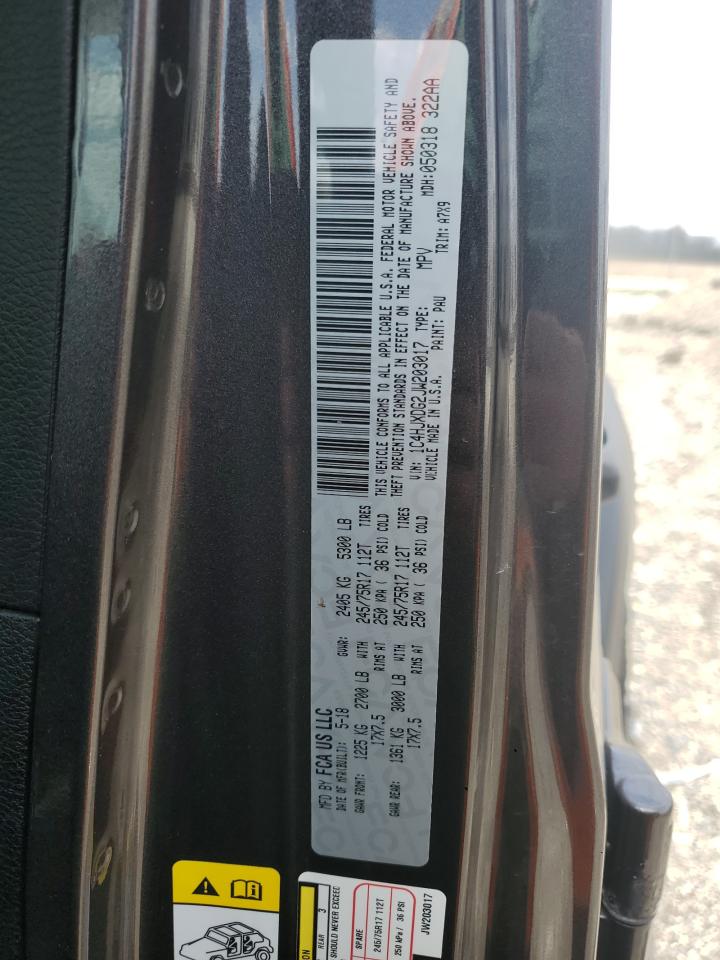 MFD BY FCA US LLC
DATE OF MFR(BUILT): 5-18 GVWR: 2405 KG 5300 LB
GAWR FRONT: 1225 KG 2700 LB WITH 245/75R17 112T TIRES
17X7.5 RIMS AT 250 KPA ( 36 PSI) COLD
GAWR REAR: 1361 KG 3000 LB WITH 245/75R17 112T TIRES
17X7.5 RIMS AT 250 KPA ( 36 PSI) COLD
THIS VEHICLE CONFORMS TO ALL APPLICABLE U.S.A. FEDERAL MOTOR VEHICLE SAFETY AND
THEFT PREVENTION STANDARDS IN EFFECT ON THE DATE OF MANUFACTURE SHOWN ABOVE.
VIN: 1C4HJXDG2JW203017 TYPE: MPV MDH:050318 322AA
VEHICLE MADE IN U.S.A. PAINT: PAU TRIM: A7X9
REAR 3
SHOULD NEVER EXCEED
SPARE
245/75R17 112T
250 kPa / 36 PSI
JW203017